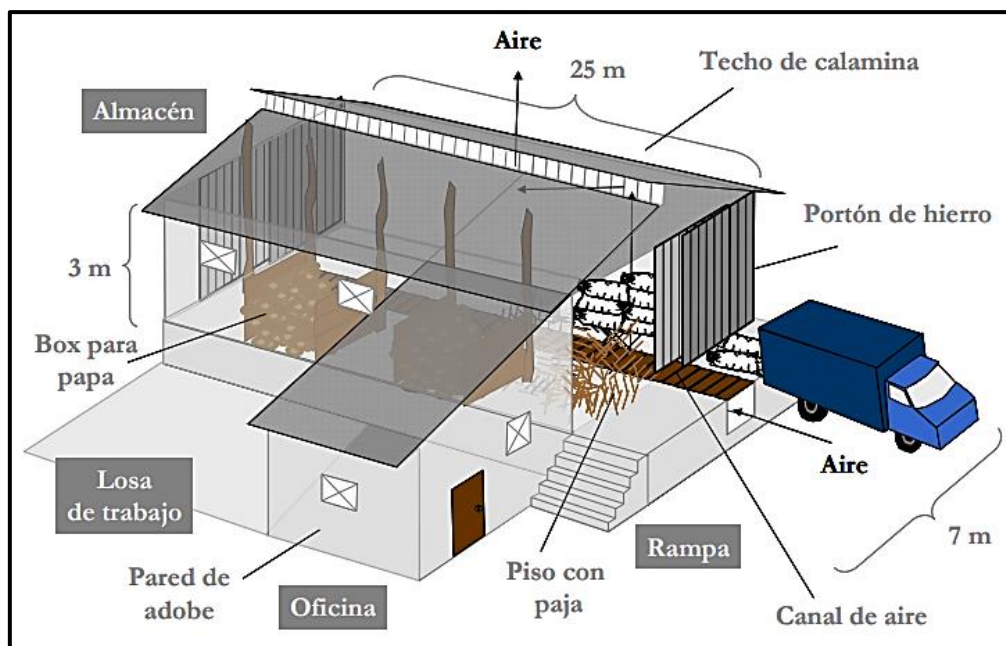 Aire
25 m
Techo de calamina
Almacén
Portón de hierro
3 m
Box para
papa
Aire
Losa
de trabajo
7 m
Rampa
Pared de
adobe
Oficina
Piso con
paja
Canal de aire